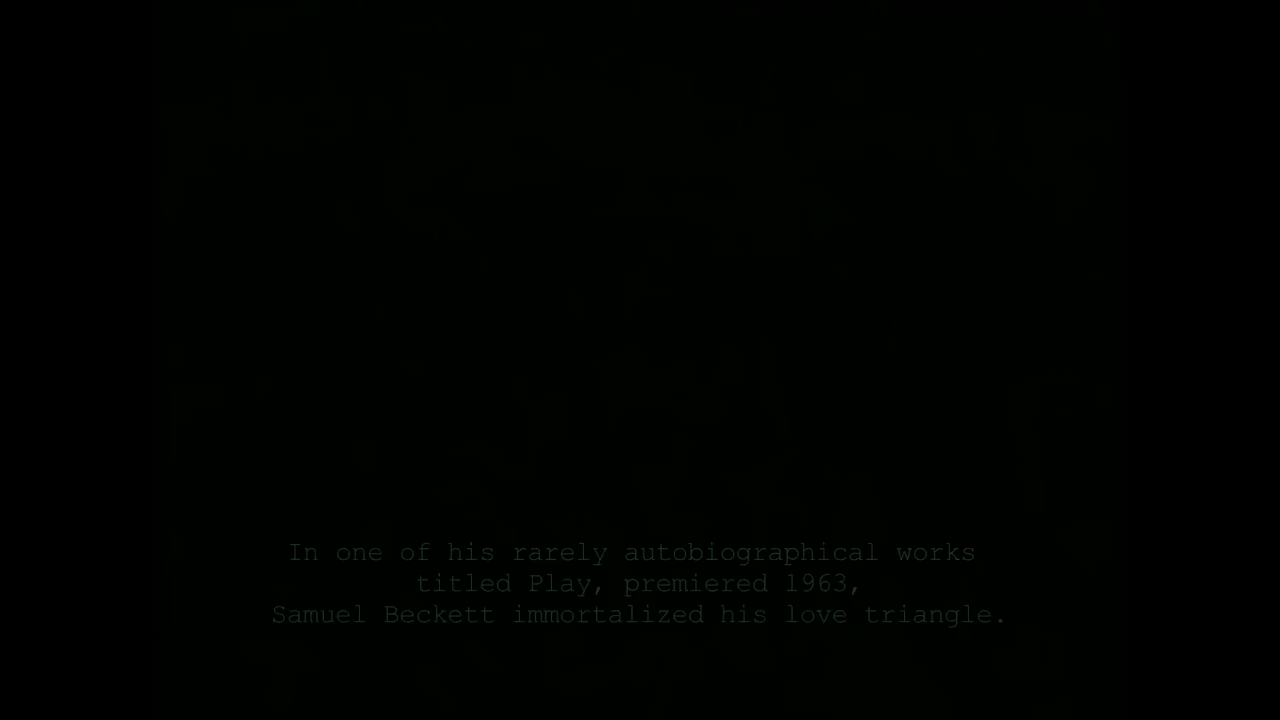 In one of his rarely autobiographical works
titled Play, premiered 1963,
Samuel Beckett immortalized his love triangle.